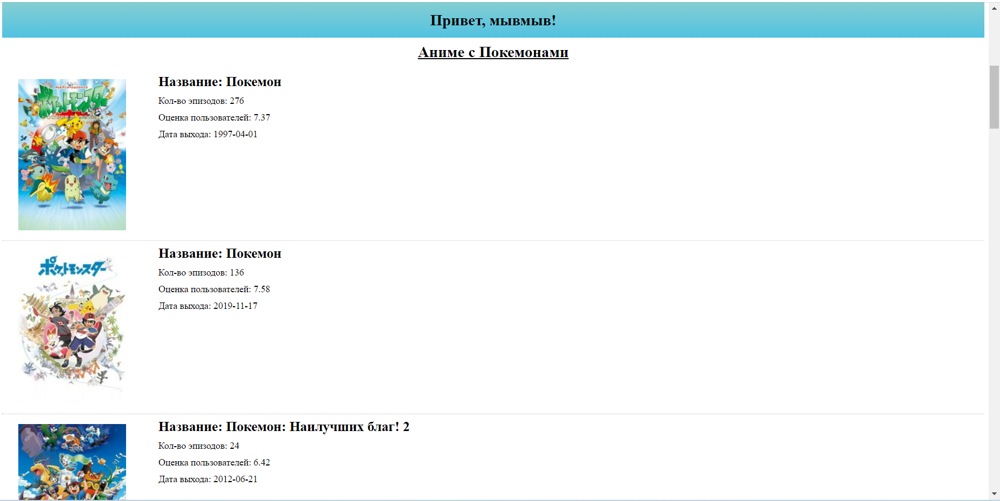 Привет, мывмыв!
Аниме с Покемонами
ポケットモンスター
Название: Покемон
Кол-во эпизодов: 276
Оценка пользователей: 7.37
Дата выхода: 1997-04-01
ポケットモンスター
Название: Покемон
Кол-во эпизодов: 136
Оценка пользователей: 7.58
Дата выхода: 2019-11-17
Название: Покемон: Наилучших благ! 2
Кол-во эпизодов: 24
Оценка пользователей: 6.42
Дата выхода: 2012-06-21